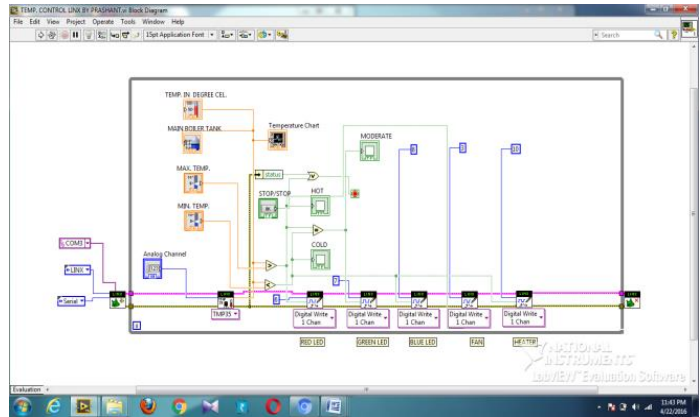 TEMP. CONTROL LINX BY PRASHANT.vi Block Diagram
File Edit View Project Operate Tools Window Help
15pt Application Font
Search
TEMP. IN DEGREE CEL.
MAIN BOILER TANK.
Temperature Chart
MODERATE
MAX. TEMP.
status
STOP/STOP
HOT
MIN. TEMP.
COLD
COM3
Analog Channel
LINX
Serial
TMP35
Digital Write 1 Chan
Digital Write 1 Chan
Digital Write 1 Chan
Digital Write 1 Chan
Digital Write 1 Chan
RED LED
GREEN LED
BLUE LED
FAN
HEATER
NATIONAL
INSTRUMENTS
LabVIEW Evaluation Software
Evaluation
11:43 PM
4/22/2016